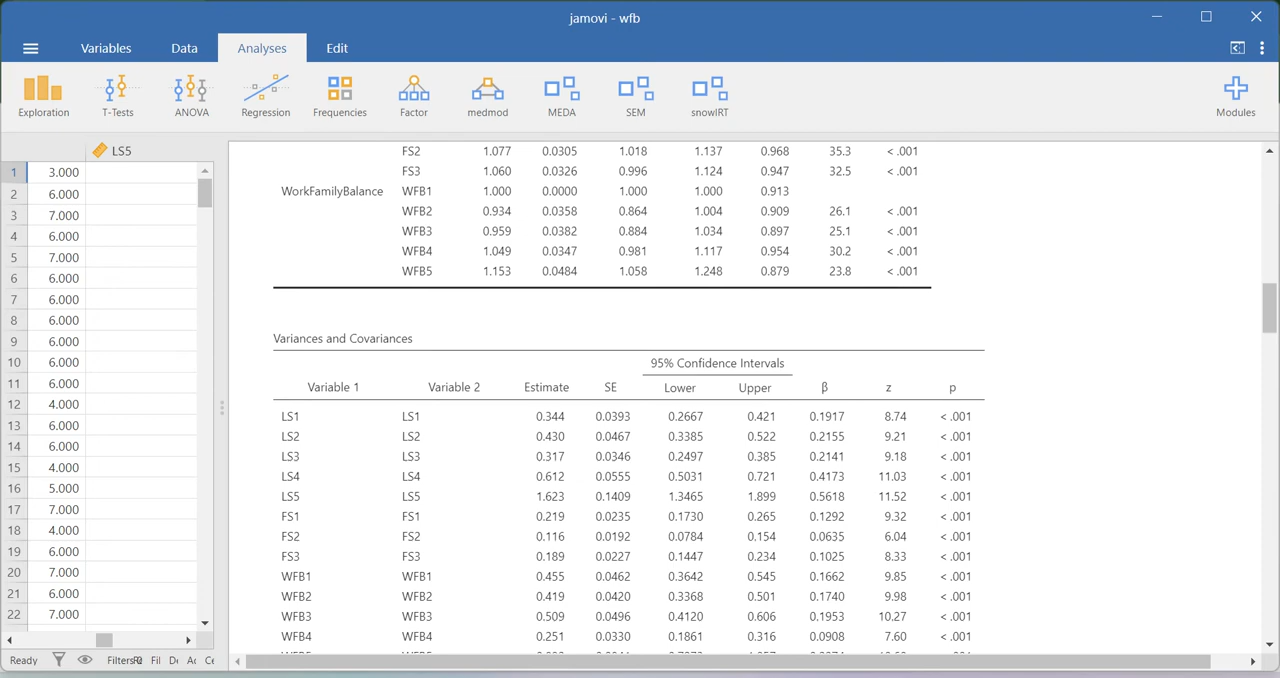 jamovi - wfb
Variables Data Analyses Edit
Exploration T-Tests ANOVA Regression Frequencies Factor medmod MEDA SEM snowIRT Modules
LS5
1 3.000
2 6.000
3 7.000
4 6.000
5 7.000
6 6.000
7 6.000
8 6.000
9 6.000
10 6.000
11 6.000
12 4.000
13 6.000
14 6.000
15 4.000
16 5.000
17 7.000
18 4.000
19 6.000
20 7.000
21 6.000
22 7.000
FS2 1.077 0.0305 1.018 1.137 0.968 35.3 < .001
FS3 1.060 0.0326 0.996 1.124 0.947 32.5 < .001
WorkFamilyBalance WFB1 1.000 0.0000 1.000 1.000 0.913
WFB2 0.934 0.0358 0.864 1.004 0.909 26.1 < .001
WFB3 0.959 0.0382 0.884 1.034 0.897 25.1 < .001
WFB4 1.049 0.0347 0.981 1.117 0.954 30.2 < .001
WFB5 1.153 0.0484 1.058 1.248 0.879 23.8 < .001
Variances and Covariances
95% Confidence Intervals
Variable 1 Variable 2 Estimate SE Lower Upper β z p
LS1 LS1 0.344 0.0393 0.2667 0.421 0.1917 8.74 < .001
LS2 LS2 0.430 0.0467 0.3385 0.522 0.2155 9.21 < .001
LS3 LS3 0.317 0.0346 0.2497 0.385 0.2141 9.18 < .001
LS4 LS4 0.612 0.0555 0.5031 0.721 0.4173 11.03 < .001
LS5 LS5 1.623 0.1409 1.3465 1.899 0.5618 11.52 < .001
FS1 FS1 0.219 0.0235 0.1730 0.265 0.1292 9.32 < .001
FS2 FS2 0.116 0.0192 0.0784 0.154 0.0635 6.04 < .001
FS3 FS3 0.189 0.0227 0.1447 0.234 0.1025 8.33 < .001
WFB1 WFB1 0.455 0.0462 0.3642 0.545 0.1662 9.85 < .001
WFB2 WFB2 0.419 0.0420 0.3368 0.501 0.1740 9.98 < .001
WFB3 WFB3 0.509 0.0496 0.4120 0.606 0.1953 10.27 < .001
WFB4 WFB4 0.251 0.0330 0.1861 0.316 0.0908 7.60 < .001
Ready Filters Fil